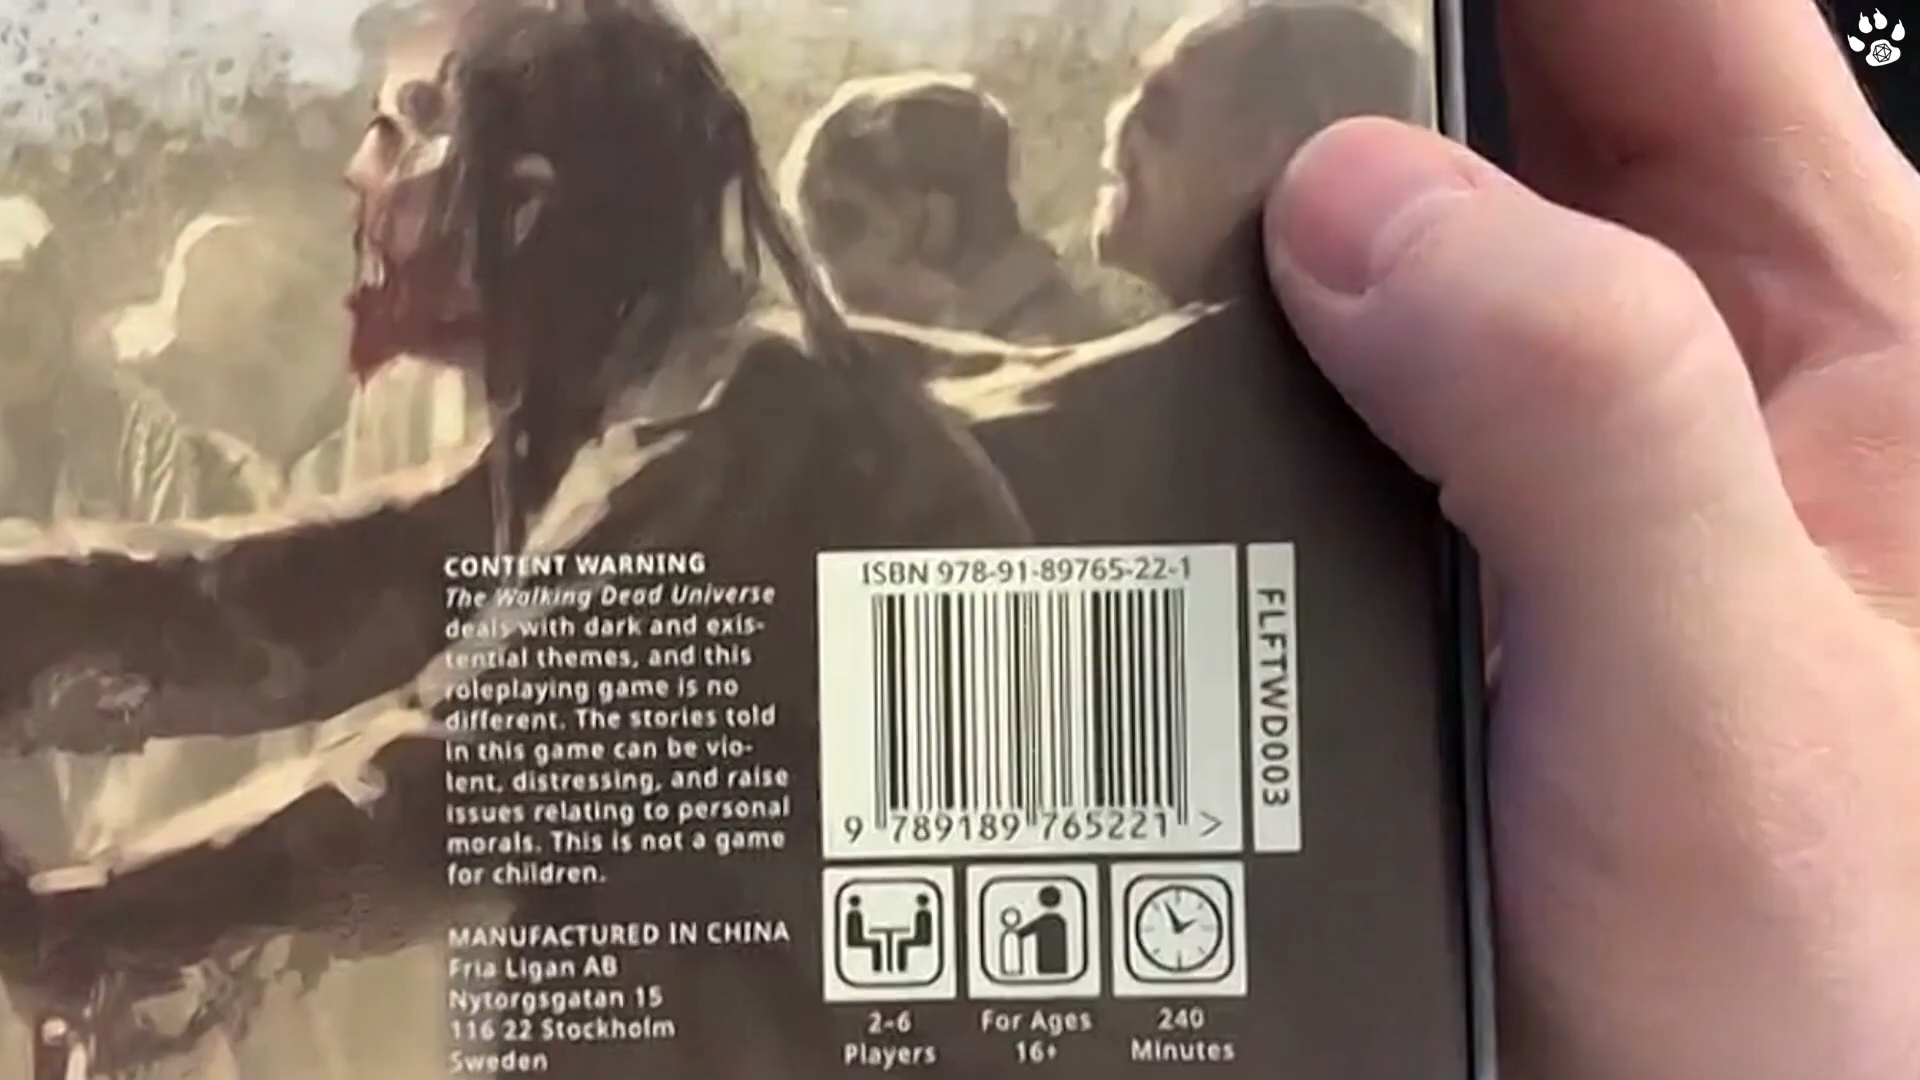 CONTENT WARNING
The Walking Dead Universe
deals with dark and exis-
tential themes, and this
roleplaying game is no
different. The stories told
in this game can be vio-
lent, distressing, and raise
issues relating to personal
morals. This is not a game
for children.
MANUFACTURED IN CHINA
Fria Ligan AB
Nytorgsgatan 15
116 22 Stockholm
Sweden
ISBN 978-91-89765-22-1
9 789189 765221 >
FLFTWD003
2-6
Players
For Ages
16+
240
Minutes